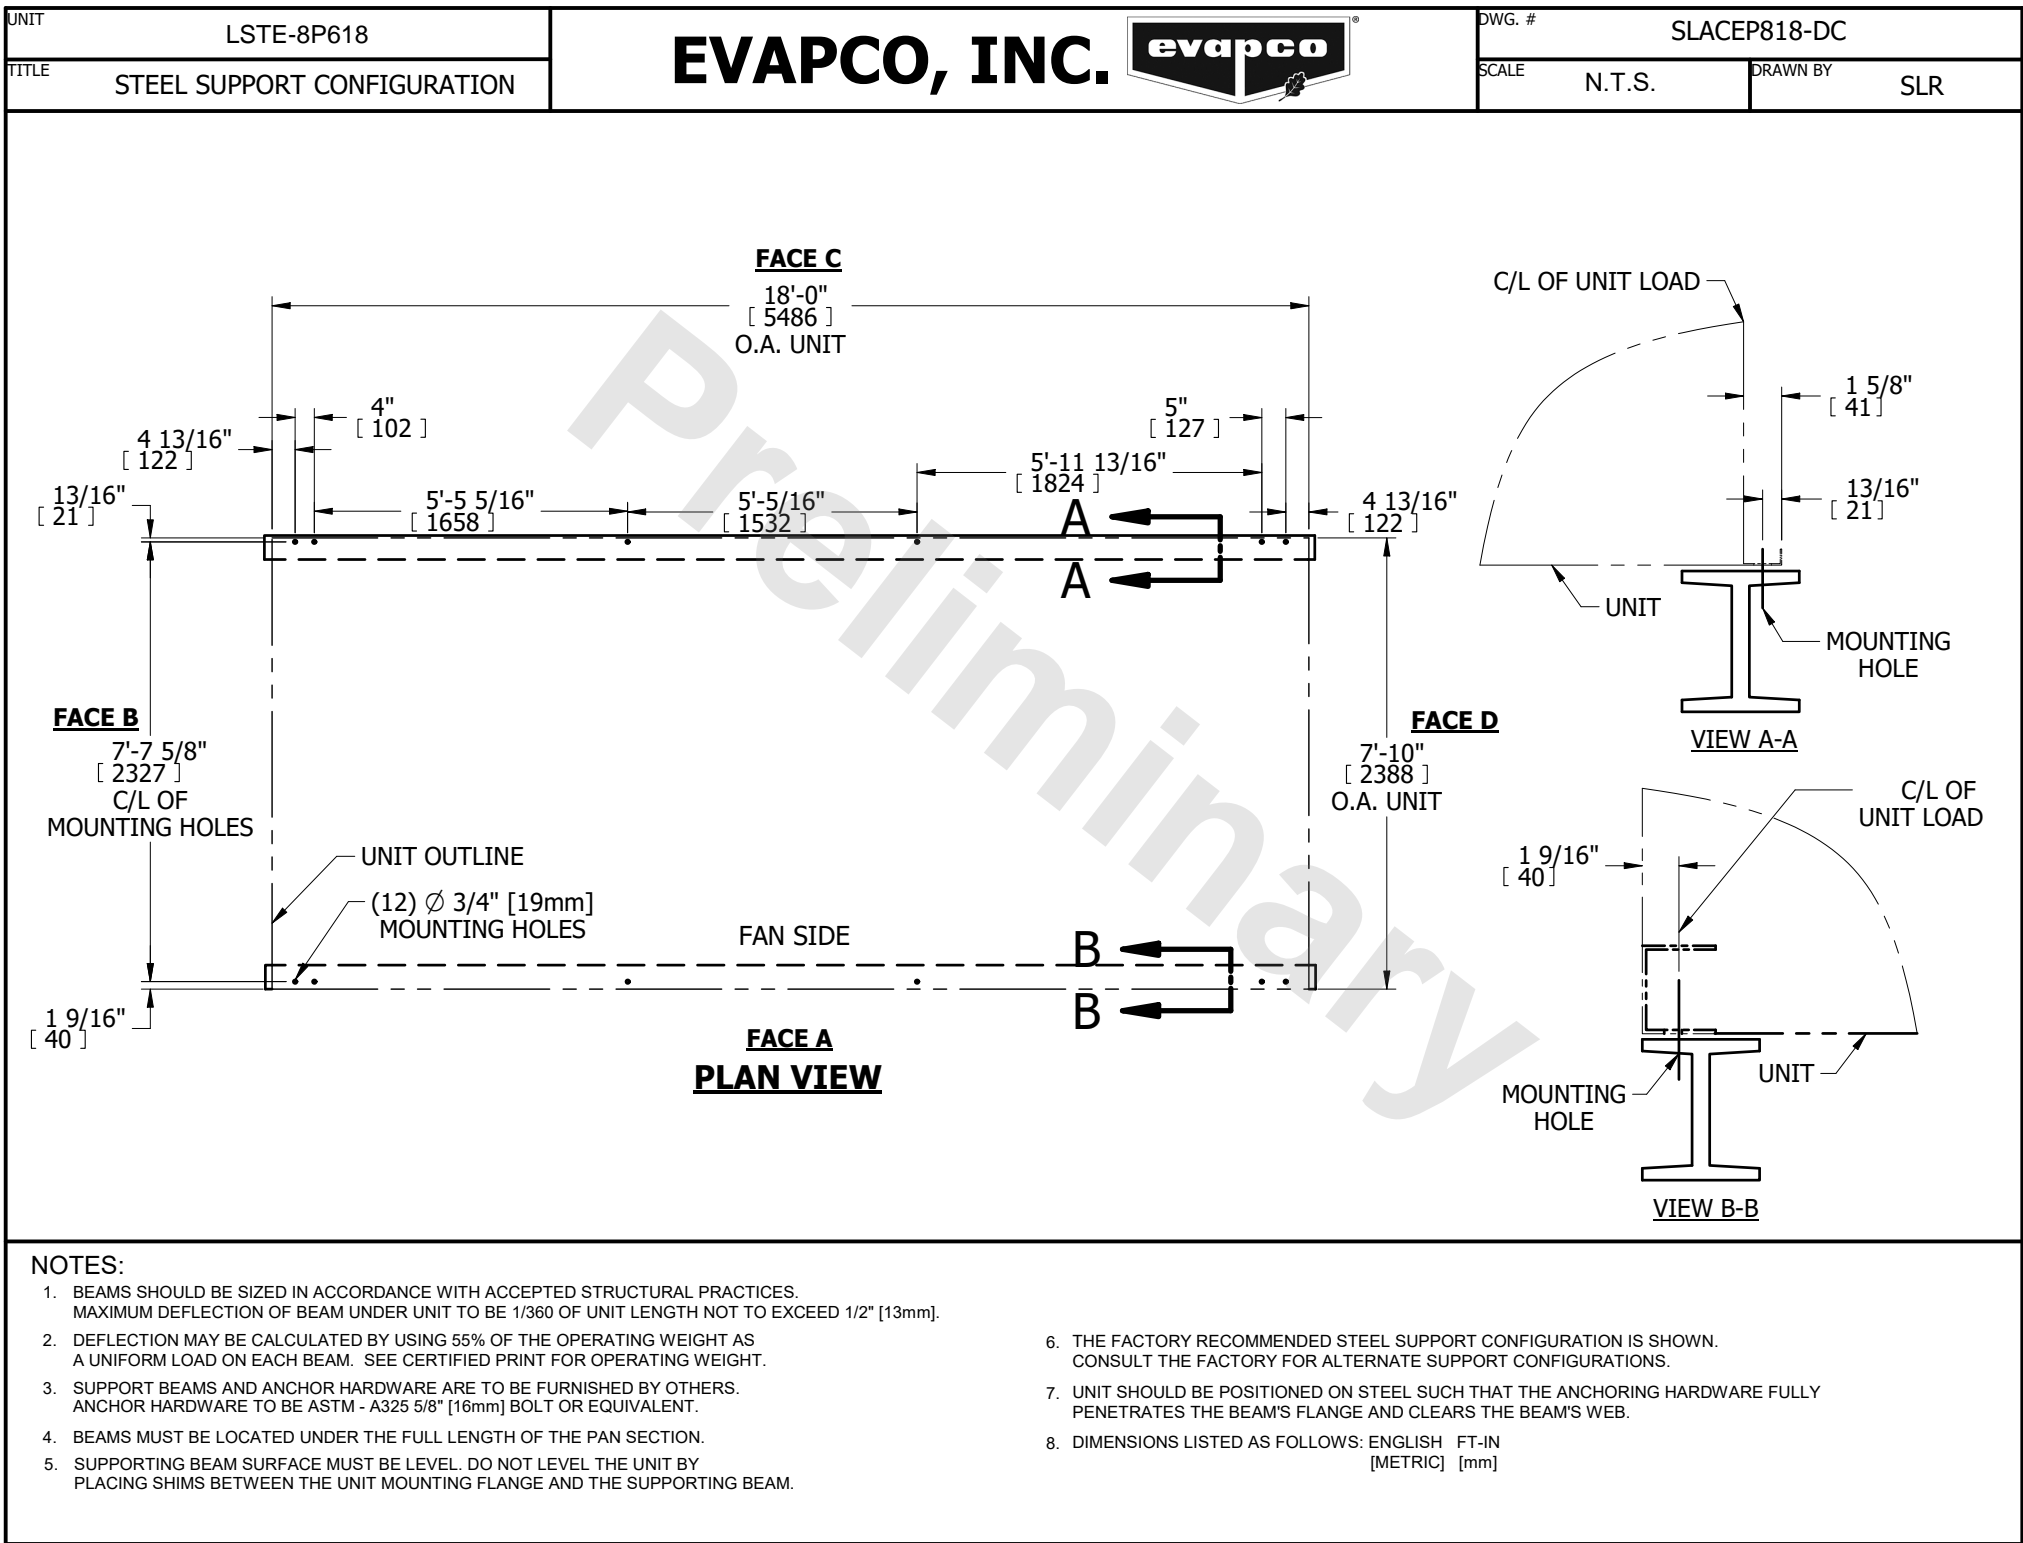 UNIT
LSTE-8P618
TITLE
STEEL SUPPORT CONFIGURATION
EVAPCO, INC.
evapco
®
DWG. #
SLACEP818-DC
SCALE
N.T.S.
DRAWN BY
SLR
FACE C
18'-0"
[ 5486 ]
O.A. UNIT
4"
[ 102 ]
5"
[ 127 ]
4 13/16"
[ 122 ]
5'-11 13/16"
[ 1824 ]
13/16"
[ 21 ]
5'-5 5/16"
[ 1658 ]
5'-5/16"
[ 1532 ]
4 13/16"
[ 122 ]
A
A
FACE B
7'-7 5/8"
[ 2327 ]
C/L OF
MOUNTING HOLES
FACE D
7'-10"
[ 2388 ]
O.A. UNIT
UNIT OUTLINE
(12) ∅ 3/4" [19mm]
MOUNTING HOLES
FAN SIDE
B
B
1 9/16"
[ 40 ]
FACE A
PLAN VIEW
Preliminary
C/L OF UNIT LOAD
1 5/8"
[ 41 ]
13/16"
[ 21 ]
UNIT
MOUNTING
HOLE
VIEW A-A
C/L OF
UNIT LOAD
1 9/16"
[ 40 ]
UNIT
MOUNTING
HOLE
VIEW B-B
NOTES:
1. BEAMS SHOULD BE SIZED IN ACCORDANCE WITH ACCEPTED STRUCTURAL PRACTICES.
MAXIMUM DEFLECTION OF BEAM UNDER UNIT TO BE 1/360 OF UNIT LENGTH NOT TO EXCEED 1/2" [13mm].
2. DEFLECTION MAY BE CALCULATED BY USING 55% OF THE OPERATING WEIGHT AS
A UNIFORM LOAD ON EACH BEAM. SEE CERTIFIED PRINT FOR OPERATING WEIGHT.
3. SUPPORT BEAMS AND ANCHOR HARDWARE ARE TO BE FURNISHED BY OTHERS.
ANCHOR HARDWARE TO BE ASTM - A325 5/8" [16mm] BOLT OR EQUIVALENT.
4. BEAMS MUST BE LOCATED UNDER THE FULL LENGTH OF THE PAN SECTION.
5. SUPPORTING BEAM SURFACE MUST BE LEVEL. DO NOT LEVEL THE UNIT BY
PLACING SHIMS BETWEEN THE UNIT MOUNTING FLANGE AND THE SUPPORTING BEAM.
6. THE FACTORY RECOMMENDED STEEL SUPPORT CONFIGURATION IS SHOWN.
CONSULT THE FACTORY FOR ALTERNATE SUPPORT CONFIGURATIONS.
7. UNIT SHOULD BE POSITIONED ON STEEL SUCH THAT THE ANCHORING HARDWARE FULLY
PENETRATES THE BEAM'S FLANGE AND CLEARS THE BEAM'S WEB.
8. DIMENSIONS LISTED AS FOLLOWS: ENGLISH FT-IN
[METRIC] [mm]